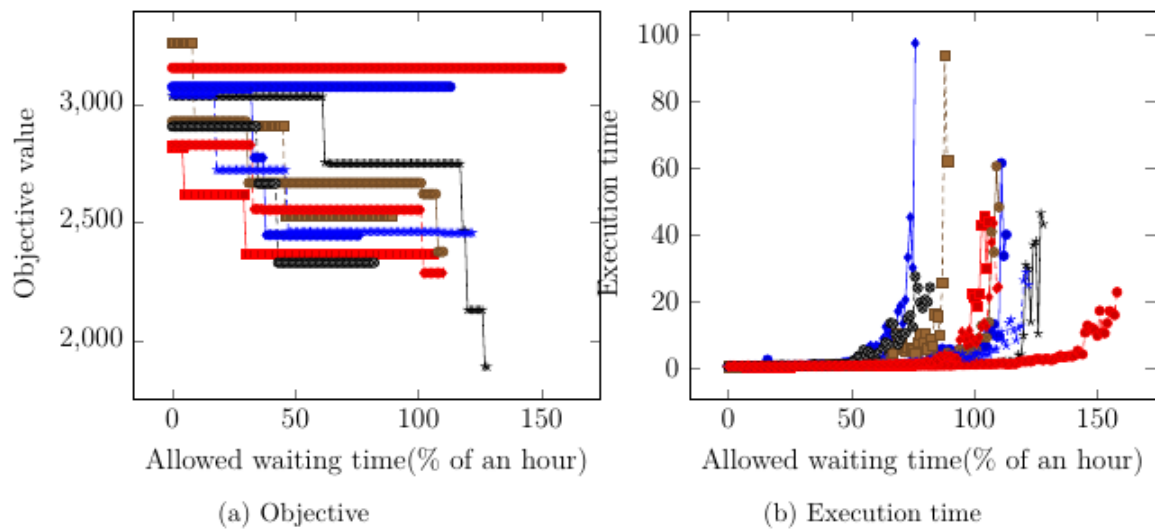 Objective value
3,000
2,500
2,000
0
50
100
150
Allowed waiting time(% of an hour)
(a) Objective
Execution time
100
80
60
40
20
0
0
50
100
150
Allowed waiting time(% of an hour)
(b) Execution time